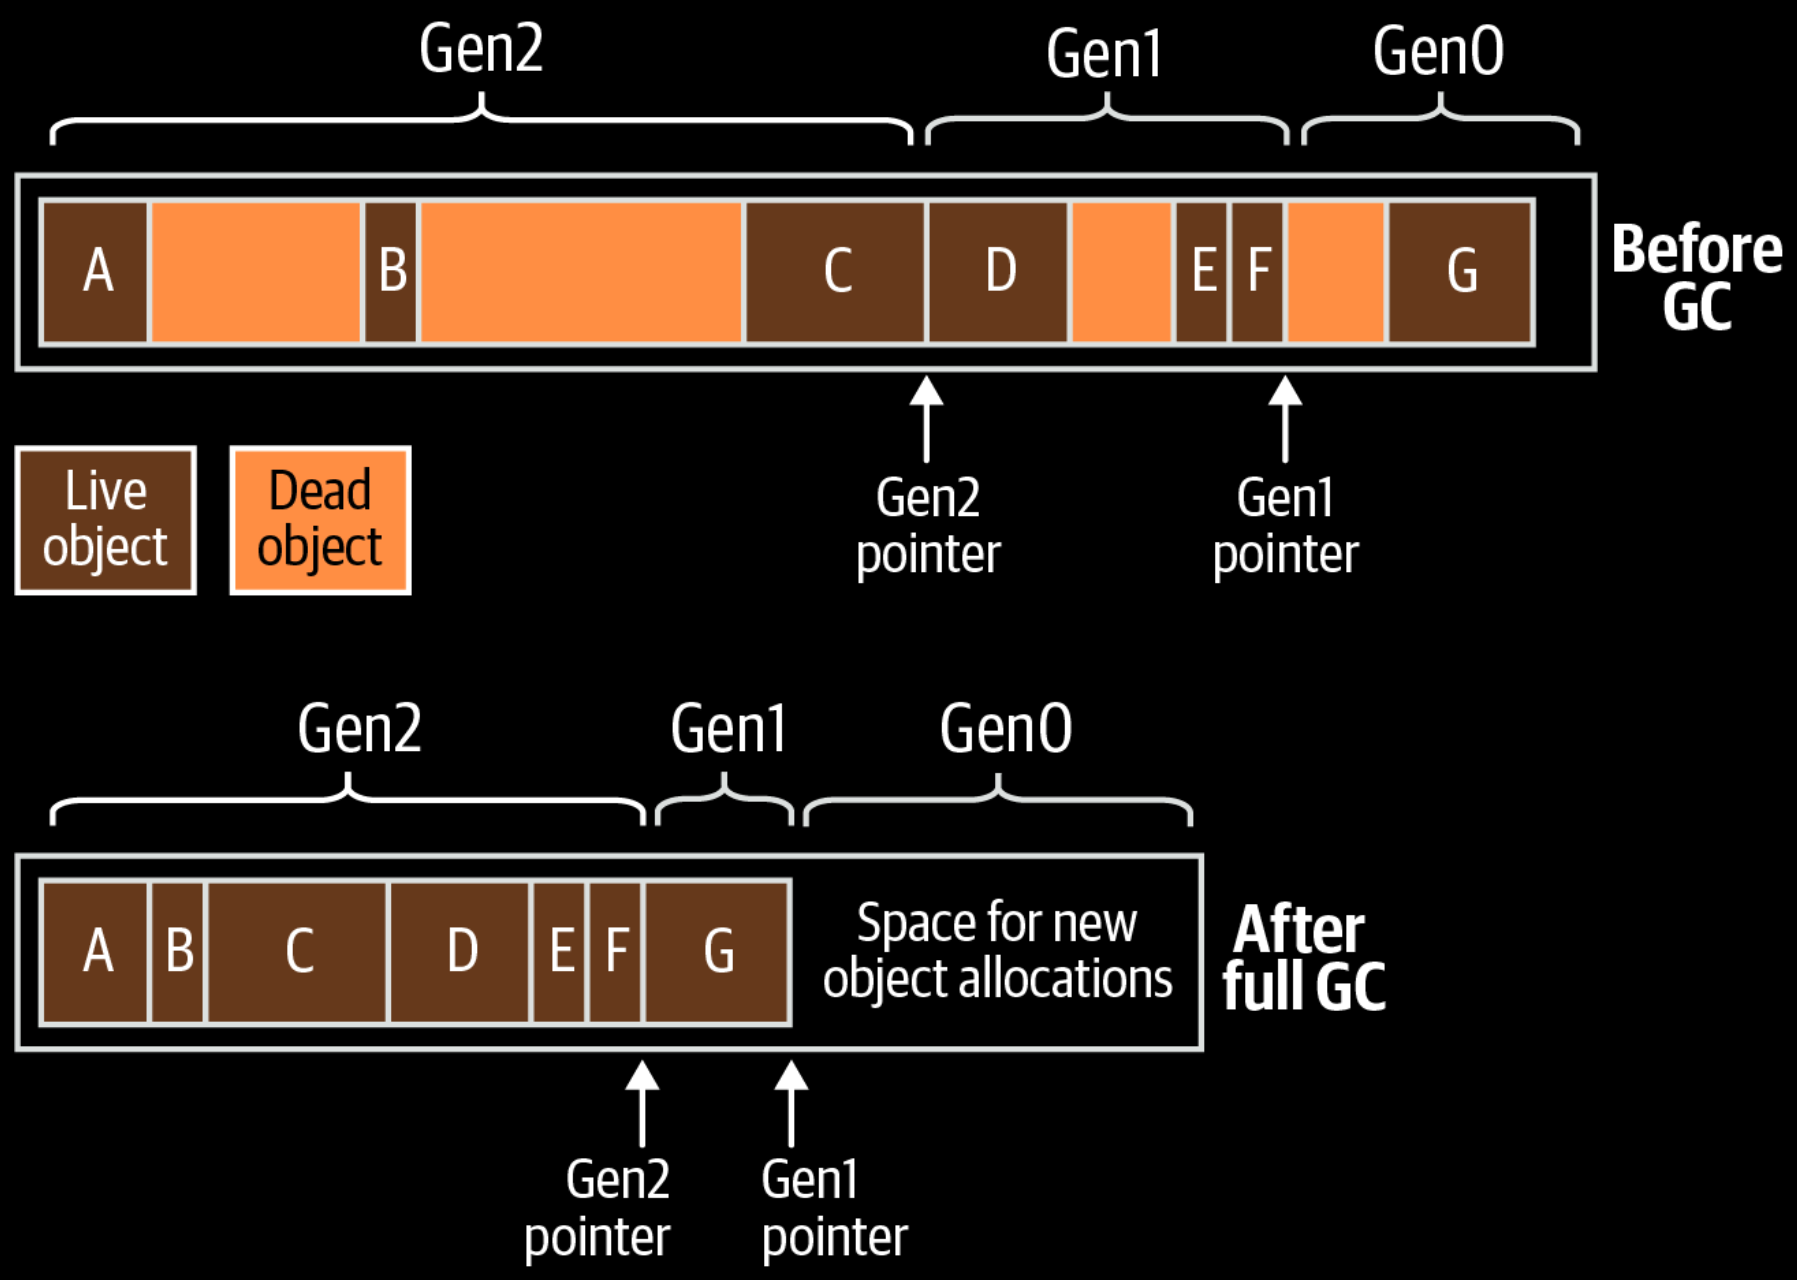 Gen2
Gen1
Gen0
A
B
C
D
E
F
G
Before
GC
Live
object
Dead
object
Gen2
pointer
Gen1
pointer
Gen2
Gen1
Gen0
A
B
C
D
E
F
G
Space for new
object allocations
After
full GC
Gen2
pointer
Gen1
pointer